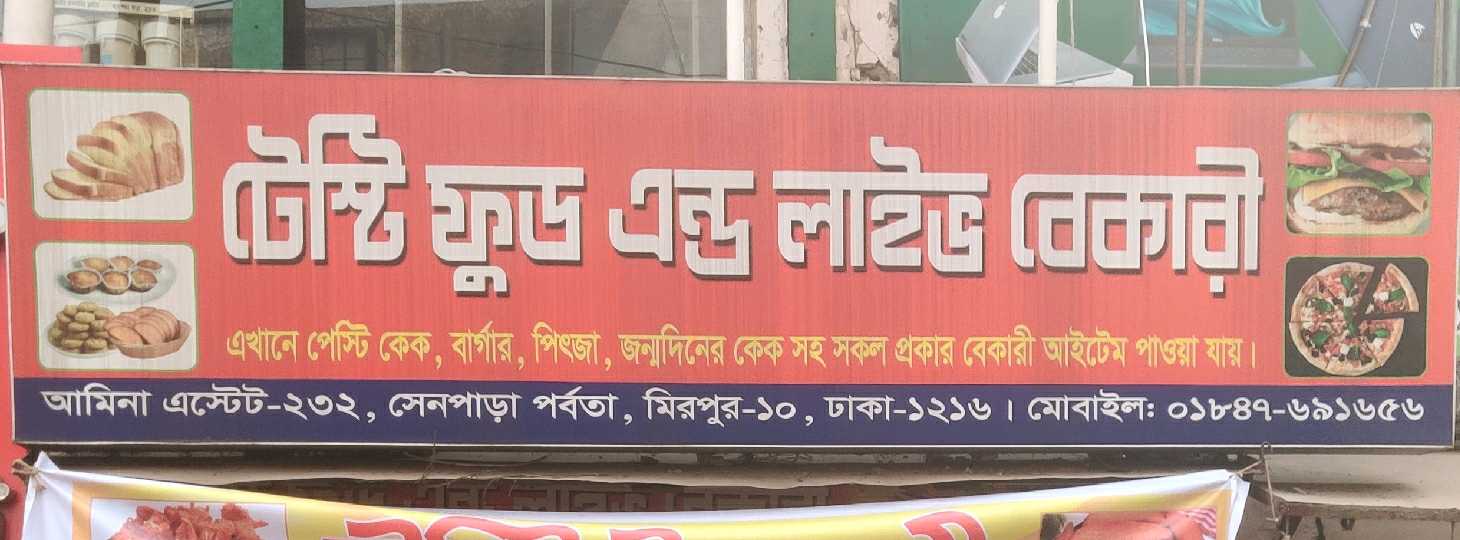 টেস্টি ফুড এন্ড লাইভ বেকারী
এখানে পেস্টি কেক, বার্গার, পিৎজা, জন্মদিনের কেক সহ সকল প্রকার বেকারী আইটেম পাওয়া যায়।
আমিনা এস্টেট-২৩২, সেনপাড়া পর্বতা, মিরপুর-১০, ঢাকা-১২১৬। মোবাইল: ০১৮৪৭-৬৯১৬৫৬